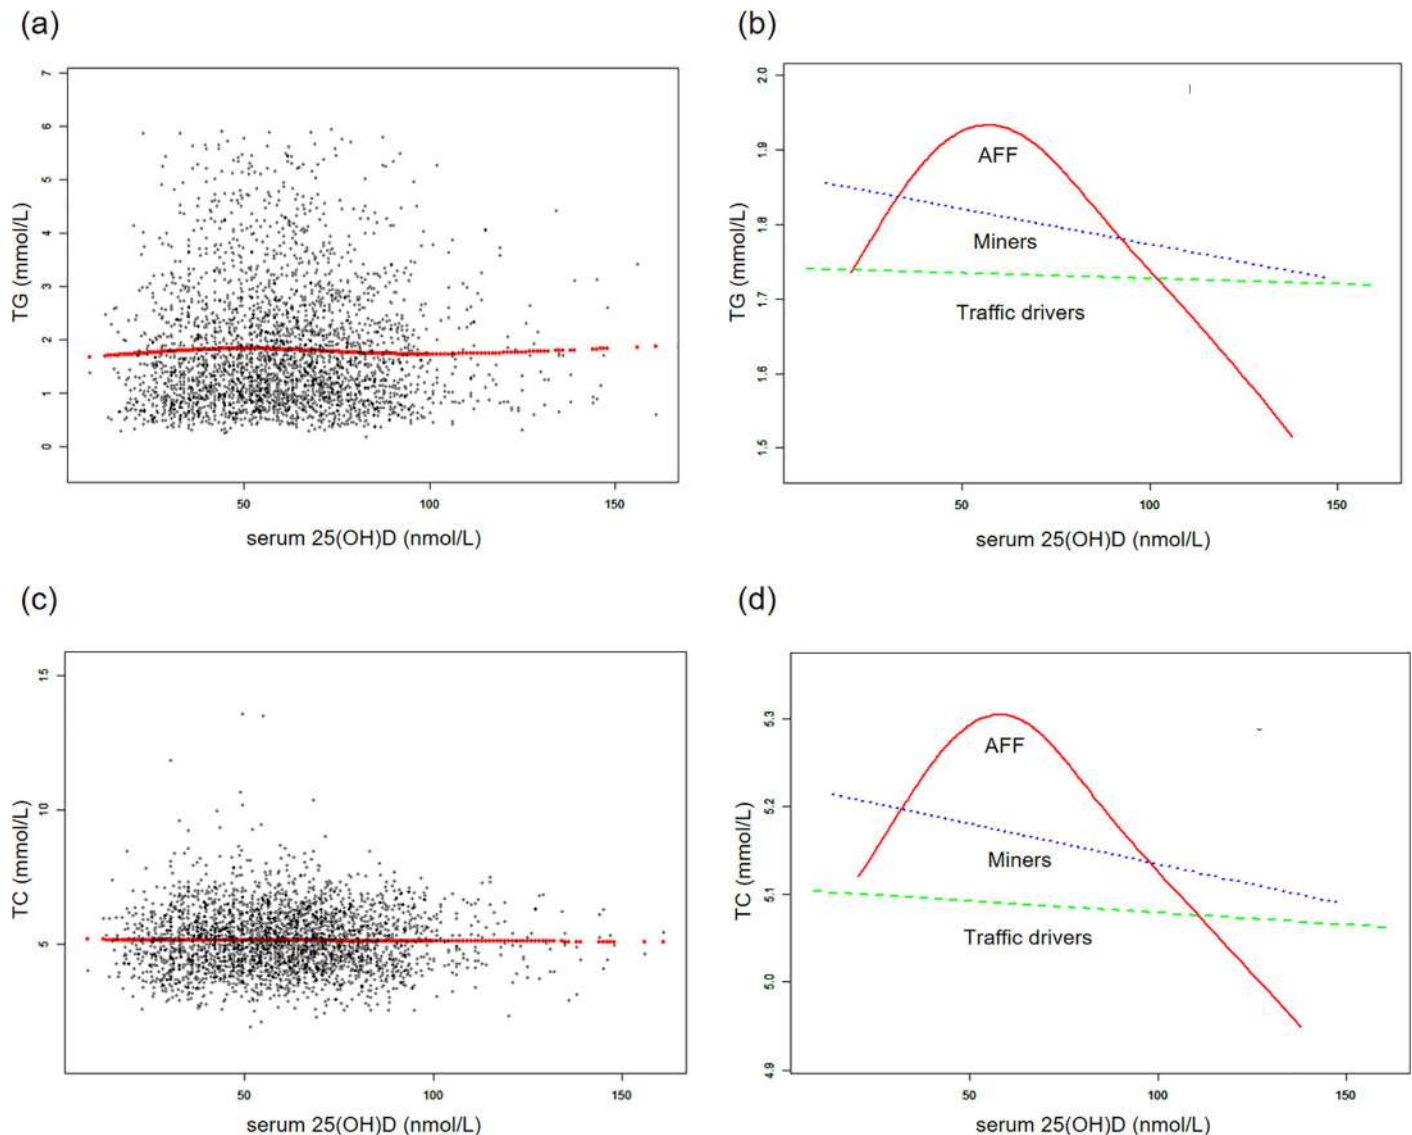 (a)
7
6
5
4
3
2
1
0
TG (mmol/L)
50
100
150
serum 25(OH)D (nmol/L)
(b)
2.0
1.9
1.8
1.7
1.6
1.5
TG (mmol/L)
AFF
Miners
Traffic drivers
50
100
150
serum 25(OH)D (nmol/L)
(c)
15
10
5
TC (mmol/L)
50
100
150
serum 25(OH)D (nmol/L)
(d)
5.3
5.2
5.1
5.0
4.9
TC (mmol/L)
AFF
Miners
Traffic drivers
50
100
150
serum 25(OH)D (nmol/L)